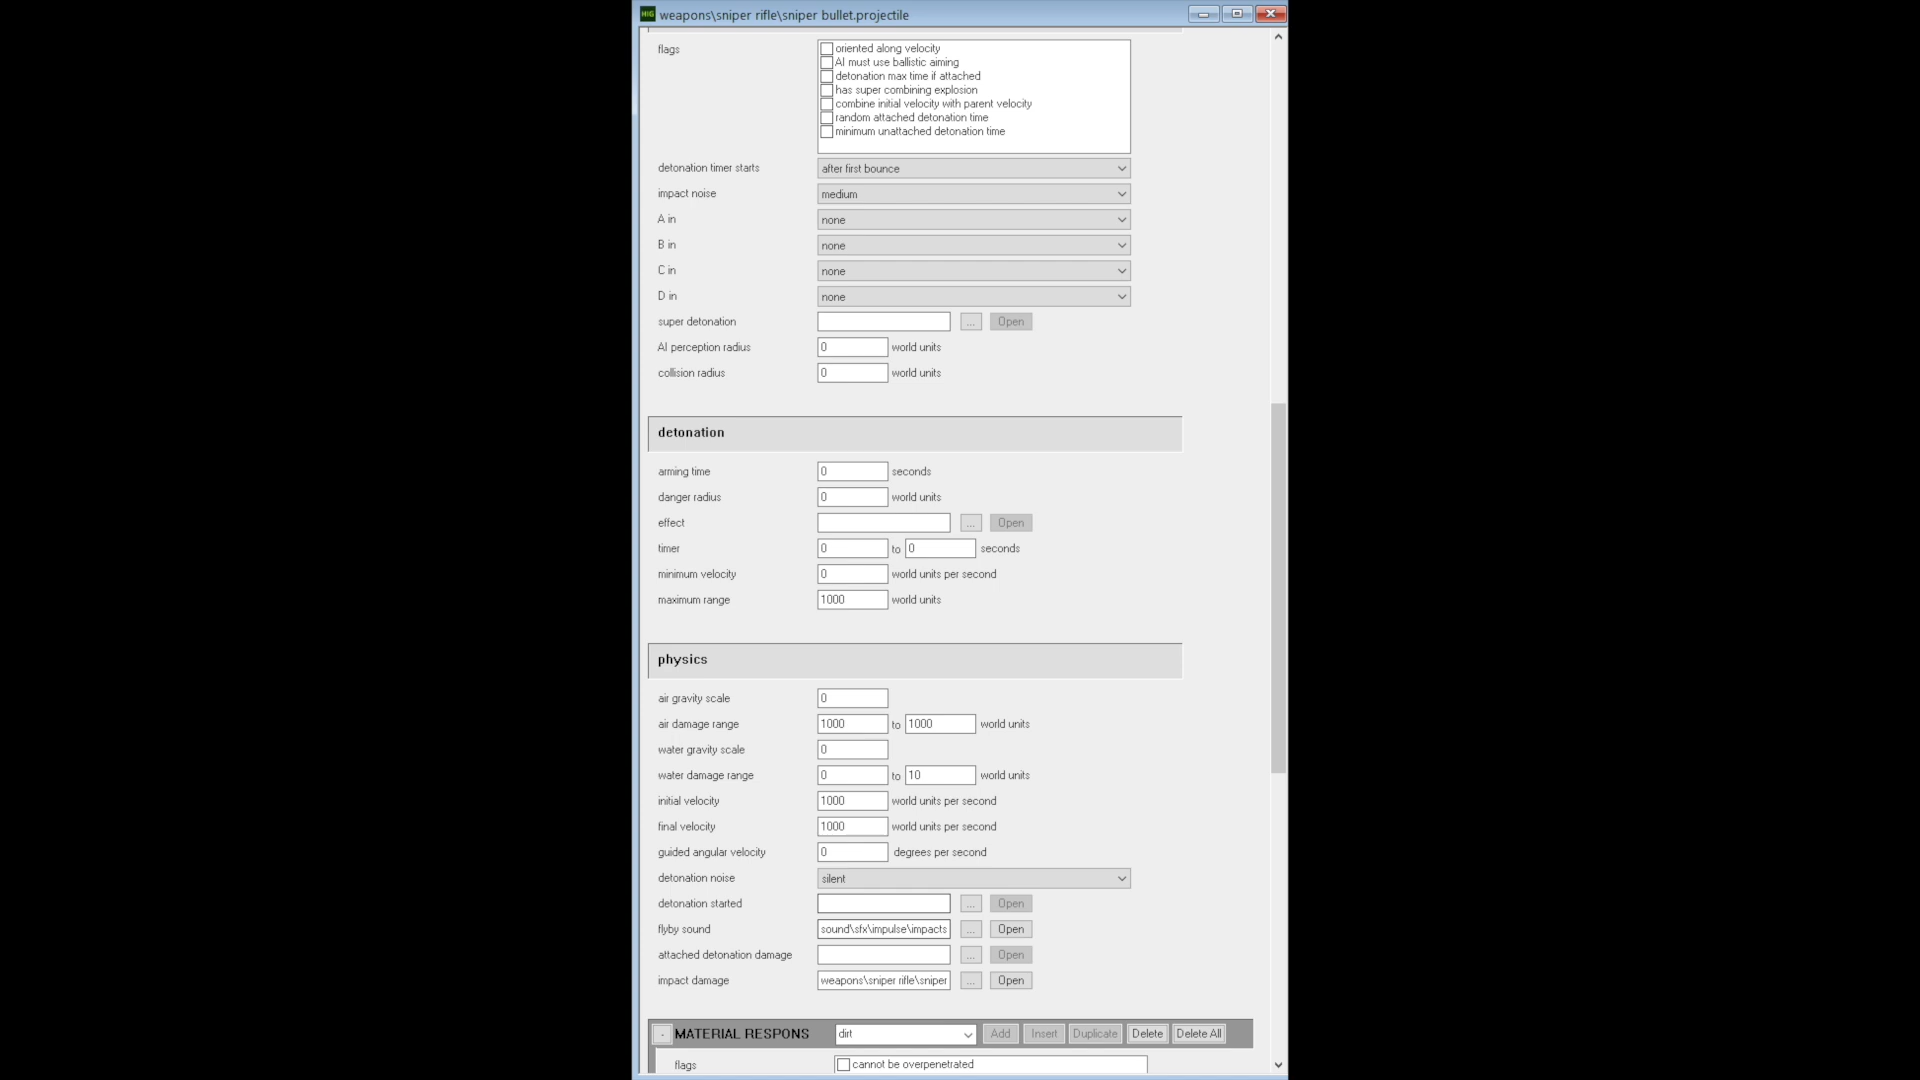 HIG weapons\sniper rifle\sniper bullet.projectile
flags
oriented along velocity
AI must use ballistic aiming
detonation max time if attached
has super combining explosion
combine initial velocity with parent velocity
random attached detonation time
minimum unattached detonation time
detonation timer starts after first bounce
impact noise medium
A in none
B in none
C in none
D in none
super detonation ... Open
AI perception radius 0 world units
collision radius 0 world units
detonation
arming time 0 seconds
danger radius 0 world units
effect ... Open
timer 0 to 0 seconds
minimum velocity 0 world units per second
maximum range 1000 world units
physics
air gravity scale 0
air damage range 1000 to 1000 world units
water gravity scale 0
water damage range 0 to 10 world units
initial velocity 1000 world units per second
final velocity 1000 world units per second
guided angular velocity 0 degrees per second
detonation noise silent
detonation started ... Open
flyby sound sound\sfx\impulse\impacts ... Open
attached detonation damage ... Open
impact damage weapons\sniper rifle\sniper ... Open
- MATERIAL RESPONS dirt Add Insert Duplicate Delete Delete All
flags cannot be overpenetrated